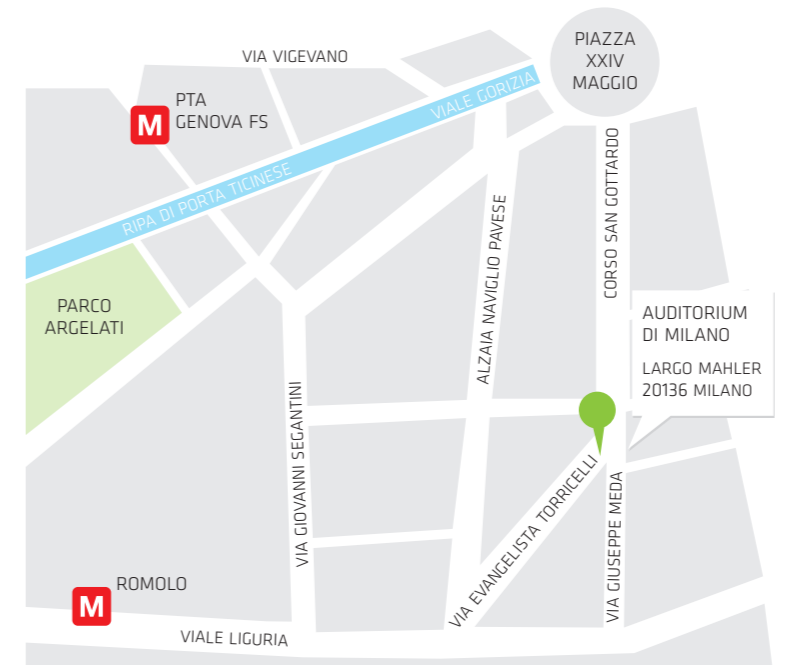 VIA VIGEVANO
PIAZZA
XXIV
MAGGIO
M
PTA
GENOVA FS
VIALE GORIZIA
RIPA DI PORTA TICINESE
CORSO SAN GOTTARDO
ALZAIA NAVIGLIO PAVESE
PARCO
ARGELATI
AUDITORIUM
DI MILANO
LARGO MAHLER
20136 MILANO
VIA GIOVANNI SEGANTINI
VIA EVANGELISTA TORRICELLI
VIA GIUSEPPE MEDA
M
ROMOLO
VIALE LIGURIA